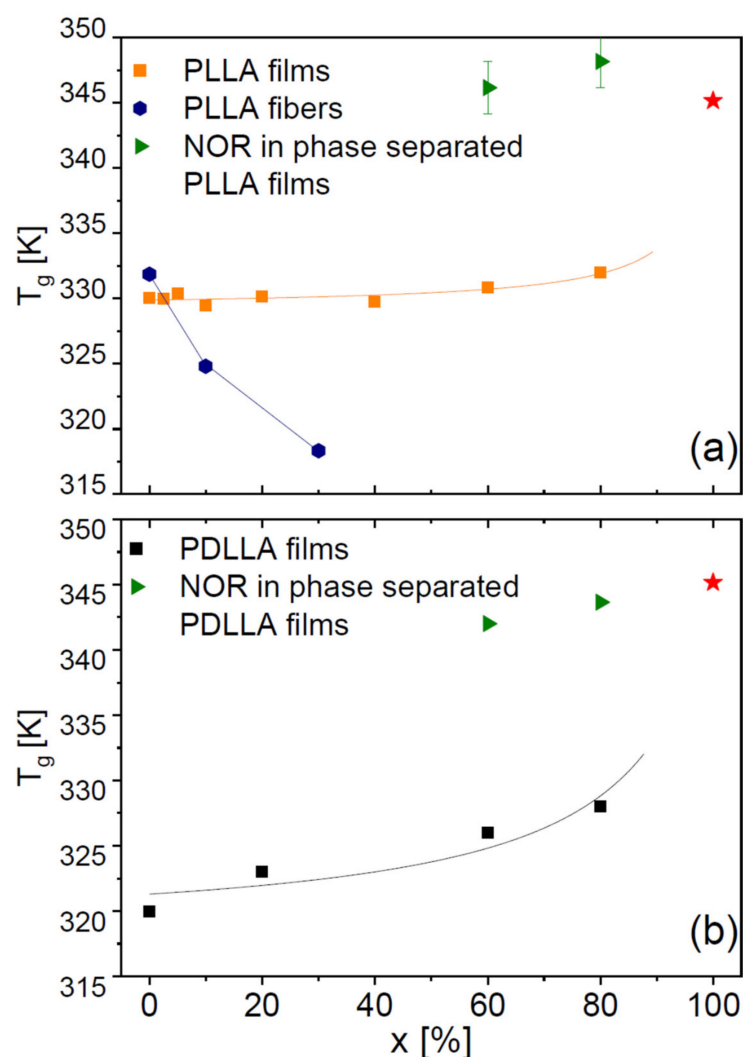 350
345
340
335
330
325
320
315
T_g [K]
PLLA films
PLLA fibers
NOR in phase separated
PLLA films
(a)
350
345
340
335
330
325
320
315
T_g [K]
PDLLA films
NOR in phase separated
PDLLA films
(b)
0 20 40 60 80 100
x [%]